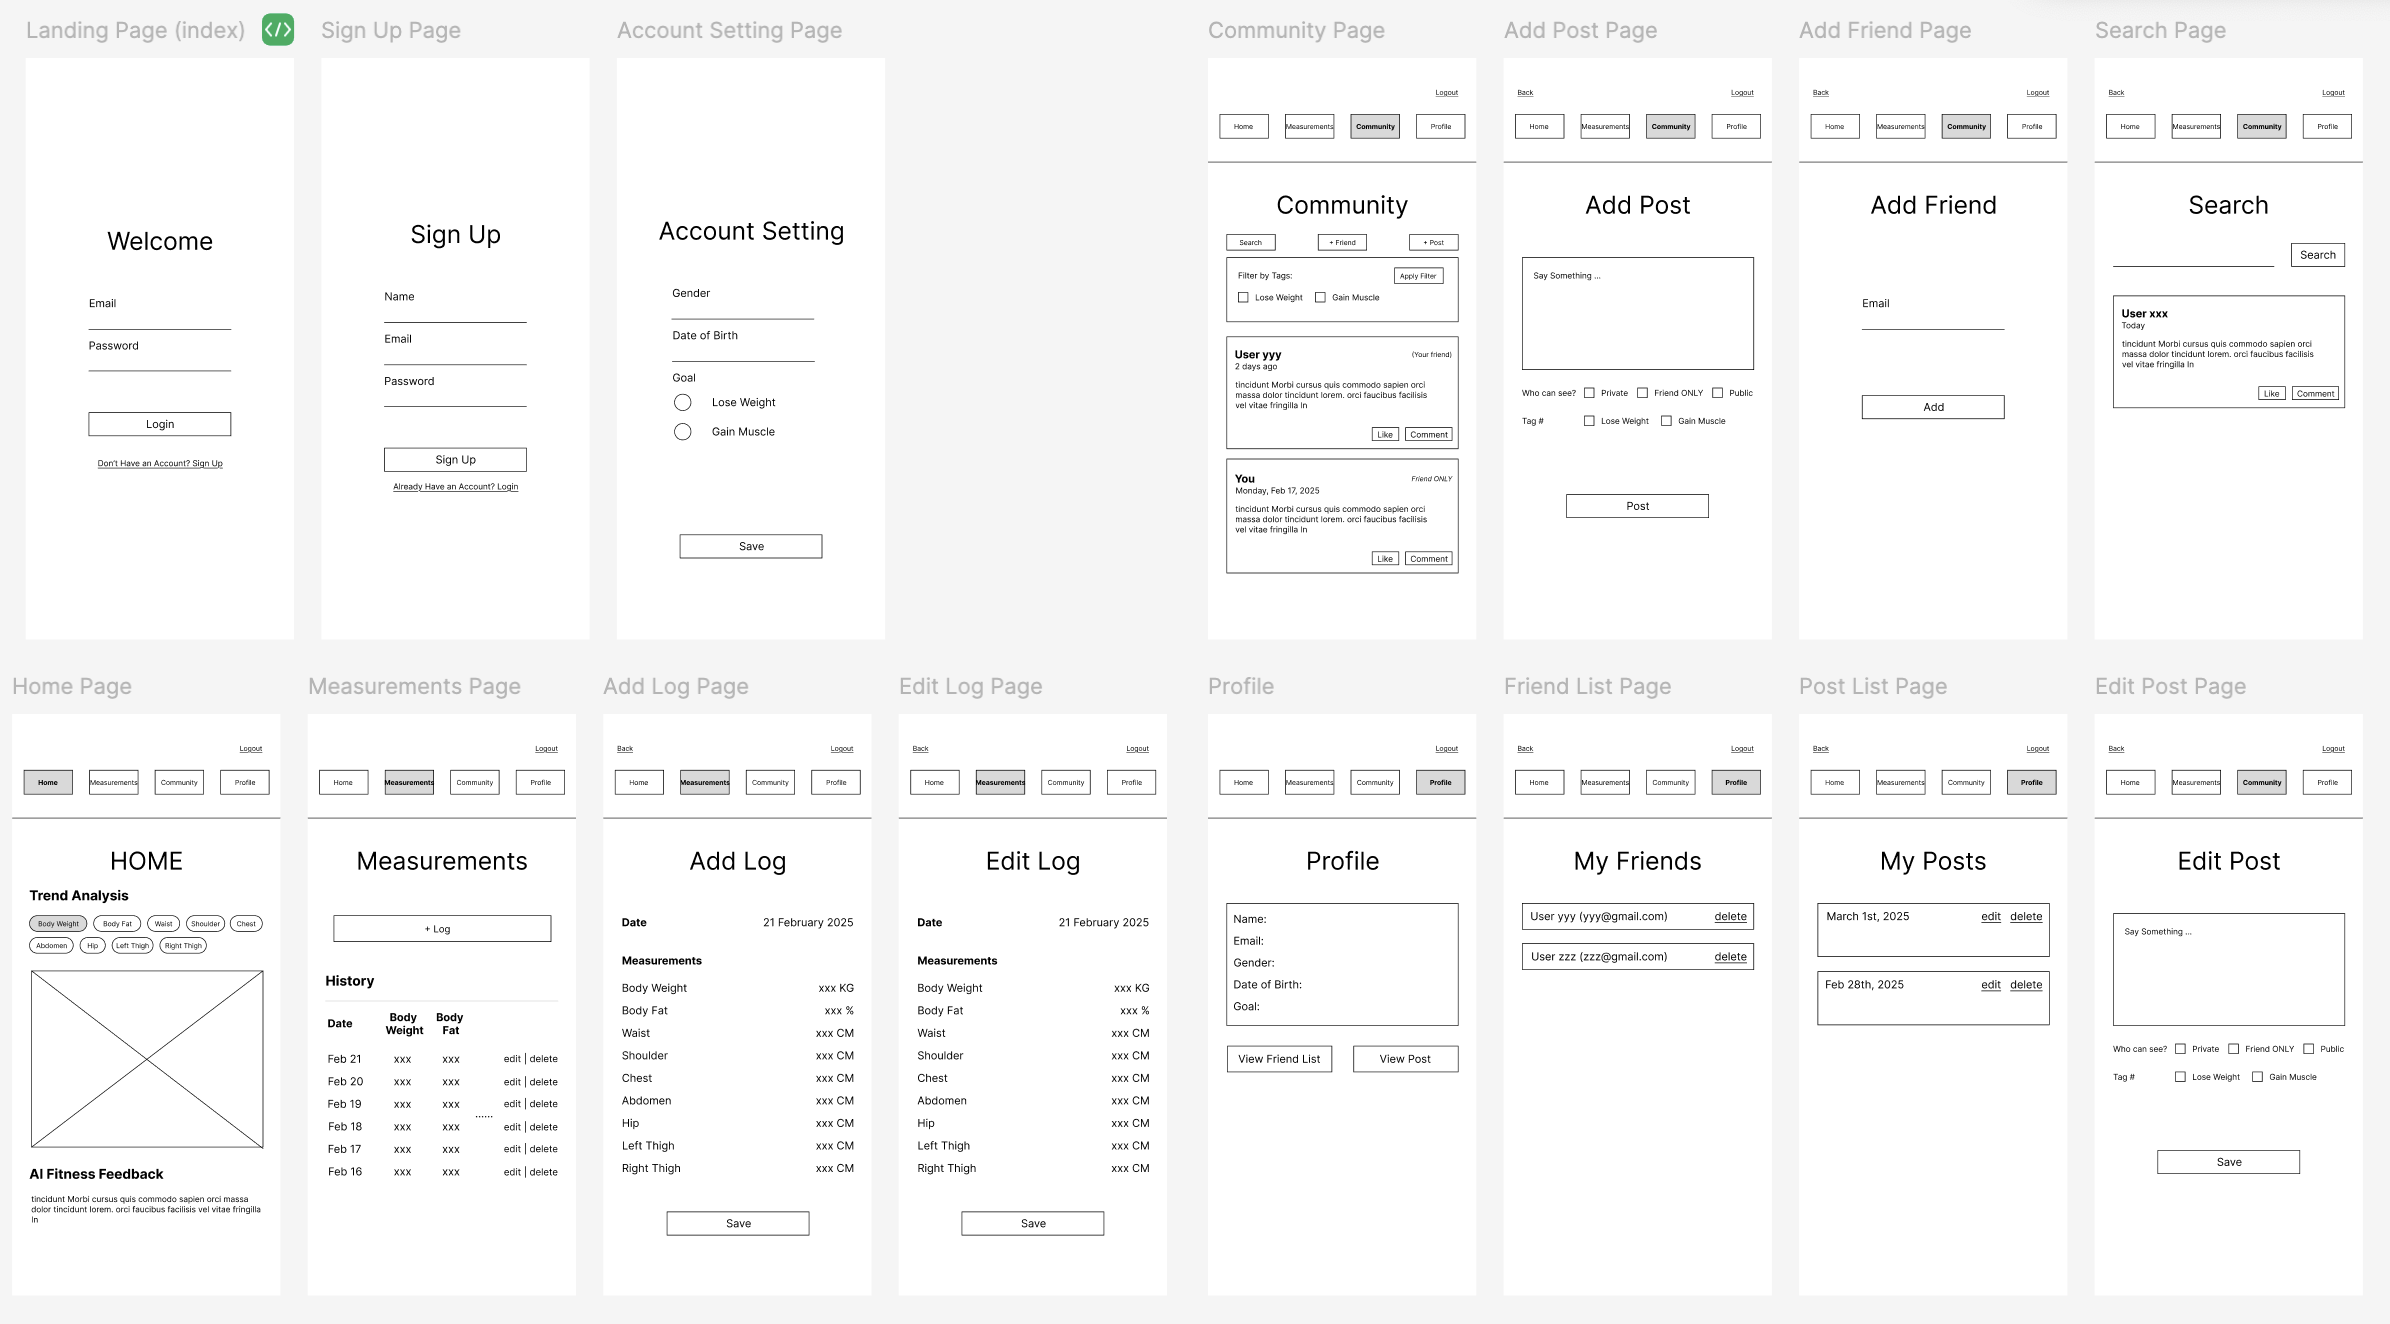 Landing Page (index)
Sign Up Page
Account Setting Page
Community Page
Add Post Page
Add Friend Page
Search Page
Welcome
Email
Password
Login
Don't Have an Account? Sign Up
Sign Up
Name
Email
Password
Sign Up
Already Have an Account? Login
Account Setting
Gender
Date of Birth
Goal
Lose Weight
Gain Muscle
Save
Logout
Home Measurements Community Profile
Community
Search + Friend + Post
Filter by Tags: Apply Filter
Lose Weight Gain Muscle
User yyy (Your friend)
2 days ago
tincidunt Morbi cursus quis commodo sapien orci
massa dolor tincidunt lorem. orci faucibus facilisis
vel vitae fringilla In
Like Comment
You Friend ONLY
Monday, Feb 17, 2025
tincidunt Morbi cursus quis commodo sapien orci
massa dolor tincidunt lorem. orci faucibus facilisis
vel vitae fringilla In
Like Comment
Back Logout
Home Measurements Community Profile
Add Post
Say Something ...
Who can see? Private Friend ONLY Public
Tag # Lose Weight Gain Muscle
Post
Back Logout
Home Measurements Community Profile
Add Friend
Email
Add
Back Logout
Home Measurements Community Profile
Search
Search
User xxx
Today
tincidunt Morbi cursus quis commodo sapien orci
massa dolor tincidunt lorem. orci faucibus facilisis
vel vitae fringilla In
Like Comment
Home Page
Measurements Page
Add Log Page
Edit Log Page
Profile
Friend List Page
Post List Page
Edit Post Page
Logout
Home Measurements Community Profile
HOME
Trend Analysis
Body Weight Body Fat Waist Shoulder Chest
Abdomen Hip Left Thigh Right Thigh
AI Fitness Feedback
tincidunt Morbi cursus quis commodo sapien orci massa
dolor tincidunt lorem. orci faucibus facilisis vel vitae fringilla
In
Logout
Home Measurements Community Profile
Measurements
+ Log
History
Date Body Weight Body Fat
Feb 21 xxx xxx edit | delete
Feb 20 xxx xxx edit | delete
Feb 19 xxx xxx edit | delete
......
Feb 18 xxx xxx edit | delete
Feb 17 xxx xxx edit | delete
Feb 16 xxx xxx edit | delete
Back Logout
Home Measurements Community Profile
Add Log
Date 21 February 2025
Measurements
Body Weight xxx KG
Body Fat xxx %
Waist xxx CM
Shoulder xxx CM
Chest xxx CM
Abdomen xxx CM
Hip xxx CM
Left Thigh xxx CM
Right Thigh xxx CM
Save
Back Logout
Home Measurements Community Profile
Edit Log
Date 21 February 2025
Measurements
Body Weight xxx KG
Body Fat xxx %
Waist xxx CM
Shoulder xxx CM
Chest xxx CM
Abdomen xxx CM
Hip xxx CM
Left Thigh xxx CM
Right Thigh xxx CM
Save
Logout
Home Measurements Community Profile
Profile
Name:
Email:
Gender:
Date of Birth:
Goal:
View Friend List View Post
Back Logout
Home Measurements Community Profile
My Friends
User yyy (yyy@gmail.com) delete
User zzz (zzz@gmail.com) delete
Back Logout
Home Measurements Community Profile
My Posts
March 1st, 2025 edit delete
Feb 28th, 2025 edit delete
Back Logout
Home Measurements Community Profile
Edit Post
Say Something ...
Who can see? Private Friend ONLY Public
Tag # Lose Weight Gain Muscle
Save